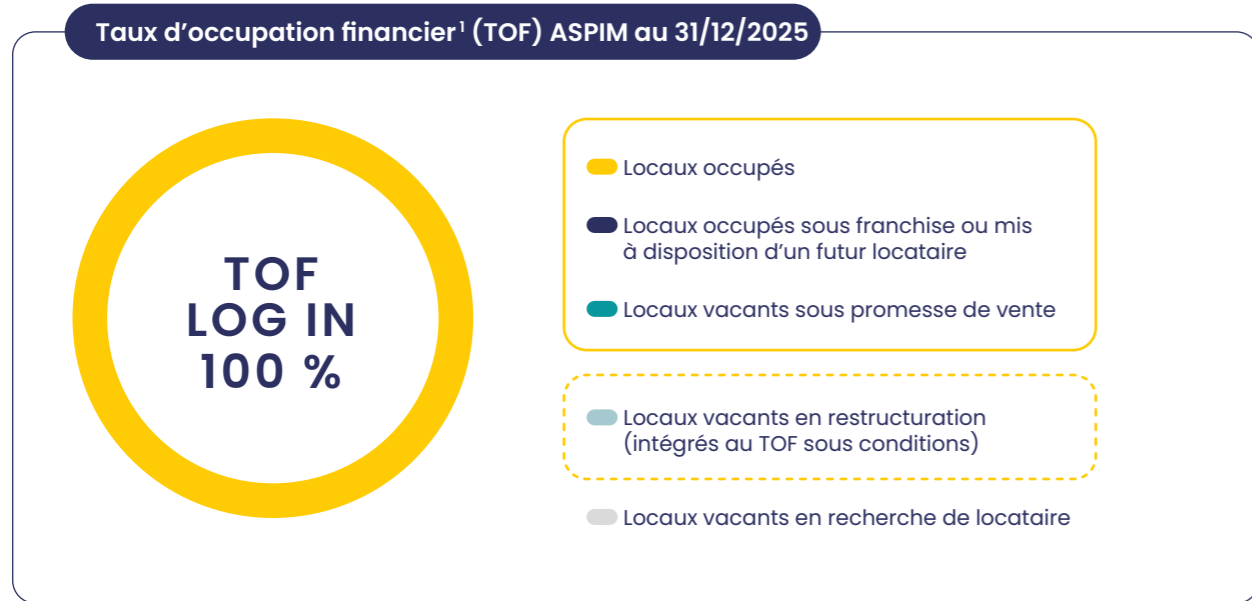 Taux d’occupation financier¹ (TOF) ASPIM au 31/12/2025
TOF
LOG IN
100 %
Locaux occupés
Locaux occupés sous franchise ou mis
à disposition d’un futur locataire
Locaux vacants sous promesse de vente
Locaux vacants en restructuration
(intégrés au TOF sous conditions)
Locaux vacants en recherche de locataire